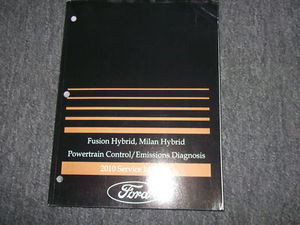 Fusion Hybrid, Milan Hybrid
Powertrain Control/Emissions Diagnosis
2010 Service
Ford